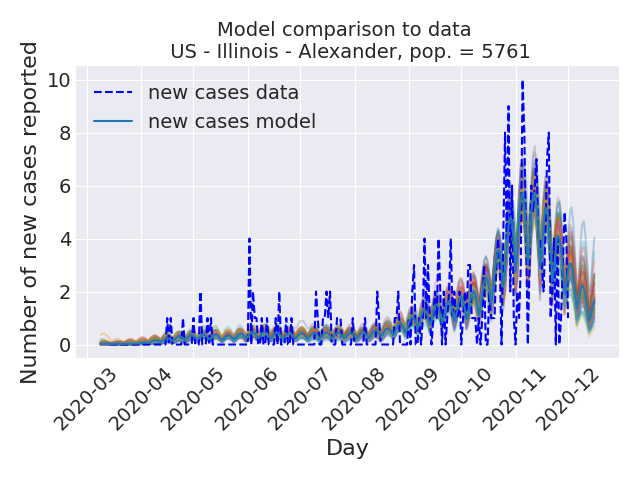 Model comparison to data
US - Illinois - Alexander, pop. = 5761
Number of new cases reported
10
8
6
4
2
0
new cases data
new cases model
2020-03
2020-04
2020-05
2020-06
2020-07
2020-08
2020-09
2020-10
2020-11
2020-12
Day